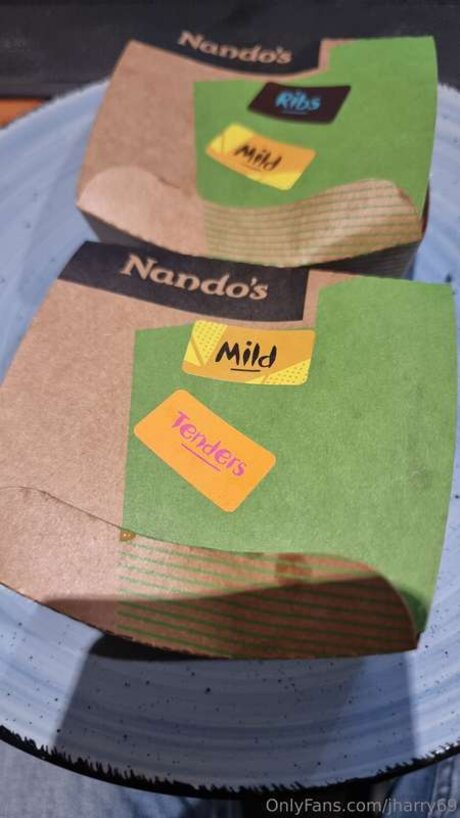 Nando's
Ribs
Mild
Nando's
Mild
Tenders
OnlyFans.com/jharry69